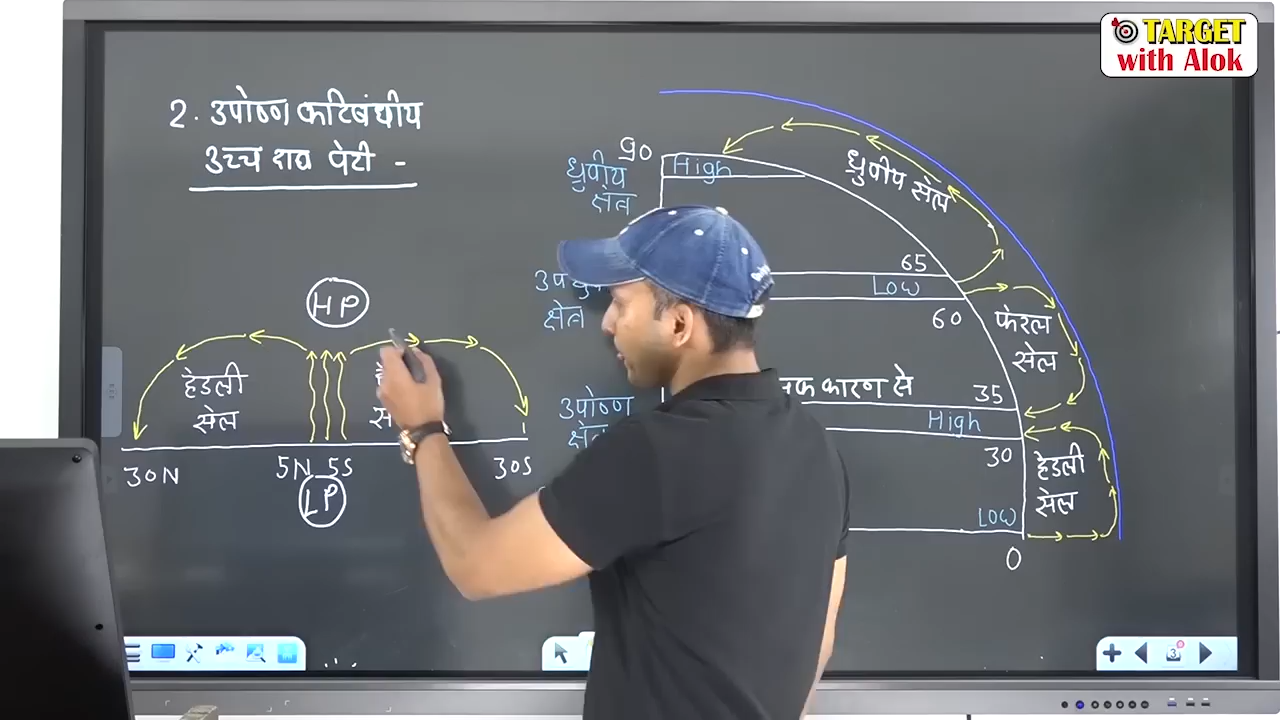 TARGET
with Alok
2. उपोष्ण कटिबंधीय
उच्च दाब पेटी -
HP
हेडली
सेल
30N
5N 5S
30S
LP
90
High
ध्रुवीय
क्षेत्र
ध्रुवीय सेल
65
Low
60
क्षेत्र
फेरल
सेल
कारण से
35
High
30
उपोष्ण
हेडली
सेल
Low
0
3